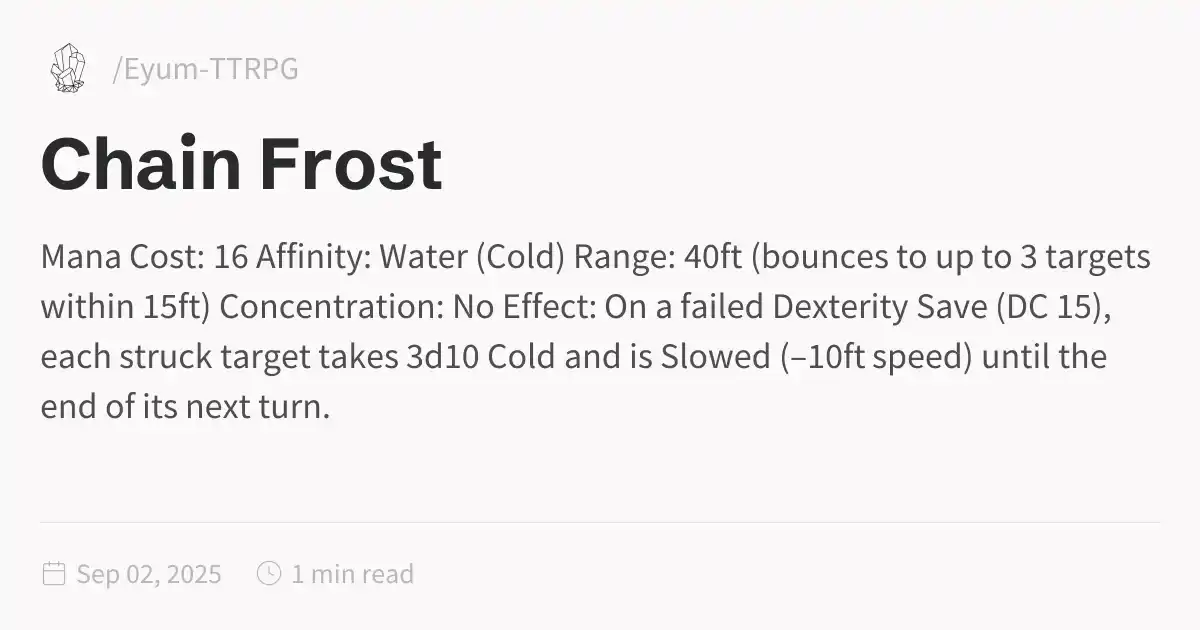 /Eyum-TTRPG
Chain Frost
Mana Cost: 16 Affinity: Water (Cold) Range: 40ft (bounces to up to 3 targets
within 15ft) Concentration: No Effect: On a failed Dexterity Save (DC 15),
each struck target takes 3d10 Cold and is Slowed (–10ft speed) until the
end of its next turn.
Sep 02, 2025 1 min read